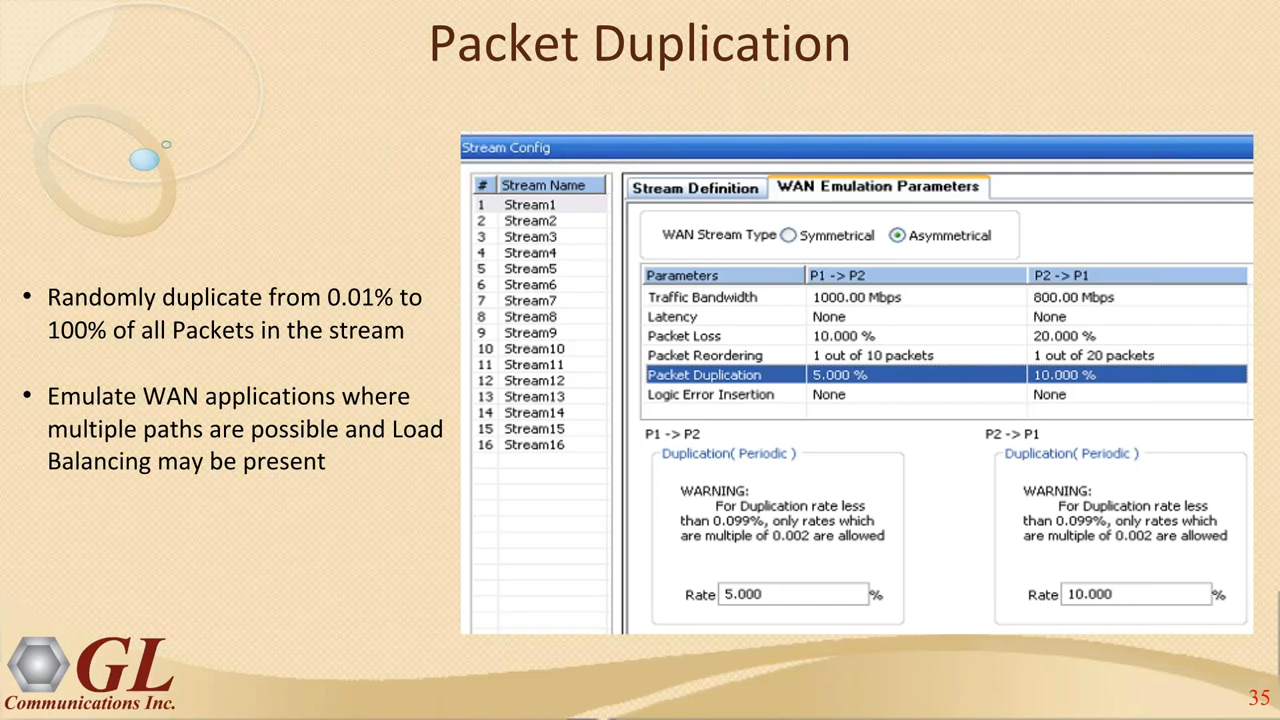 Packet Duplication
• Randomly duplicate from 0.01% to
100% of all Packets in the stream
• Emulate WAN applications where
multiple paths are possible and Load
Balancing may be present
Stream Config
# Stream Name
1 Stream1
2 Stream2
3 Stream3
4 Stream4
5 Stream5
6 Stream6
7 Stream7
8 Stream8
9 Stream9
10 Stream10
11 Stream11
12 Stream12
13 Stream13
14 Stream14
15 Stream15
16 Stream16
Stream Definition WAN Emulation Parameters
WAN Stream Type Symmetrical Asymmetrical
Parameters P1 -> P2 P2 -> P1
Traffic Bandwidth 1000.00 Mbps 800.00 Mbps
Latency None None
Packet Loss 10.000 % 20.000 %
Packet Reordering 1 out of 10 packets 1 out of 20 packets
Packet Duplication 5.000 % 10.000 %
Logic Error Insertion None None
P1 -> P2
Duplication( Periodic )
WARNING:
For Duplication rate less
than 0.099%, only rates which
are multiple of 0.002 are allowed
Rate 5.000 %
P2 -> P1
Duplication( Periodic )
WARNING:
For Duplication rate less
than 0.099%, only rates which
are multiple of 0.002 are allowed
Rate 10.000 %
GL
Communications Inc.
35